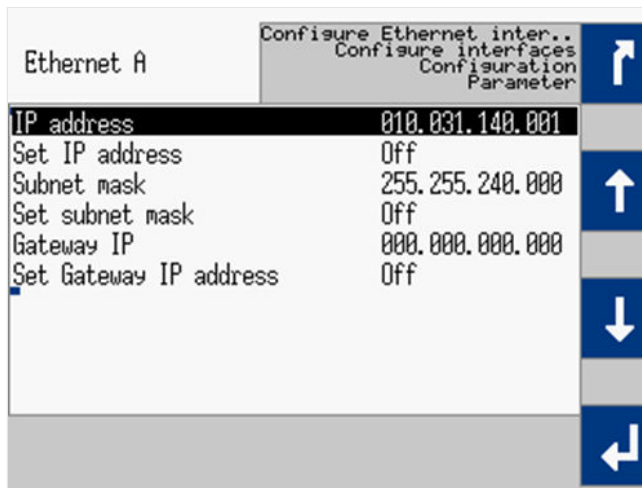 Ethernet A
Configure Ethernet inter..
Configure interfaces
Configuration
Parameter
IP address 010.031.140.001
Set IP address Off
Subnet mask 255.255.240.000
Set subnet mask Off
Gateway IP 000.000.000.000
Set Gateway IP address Off